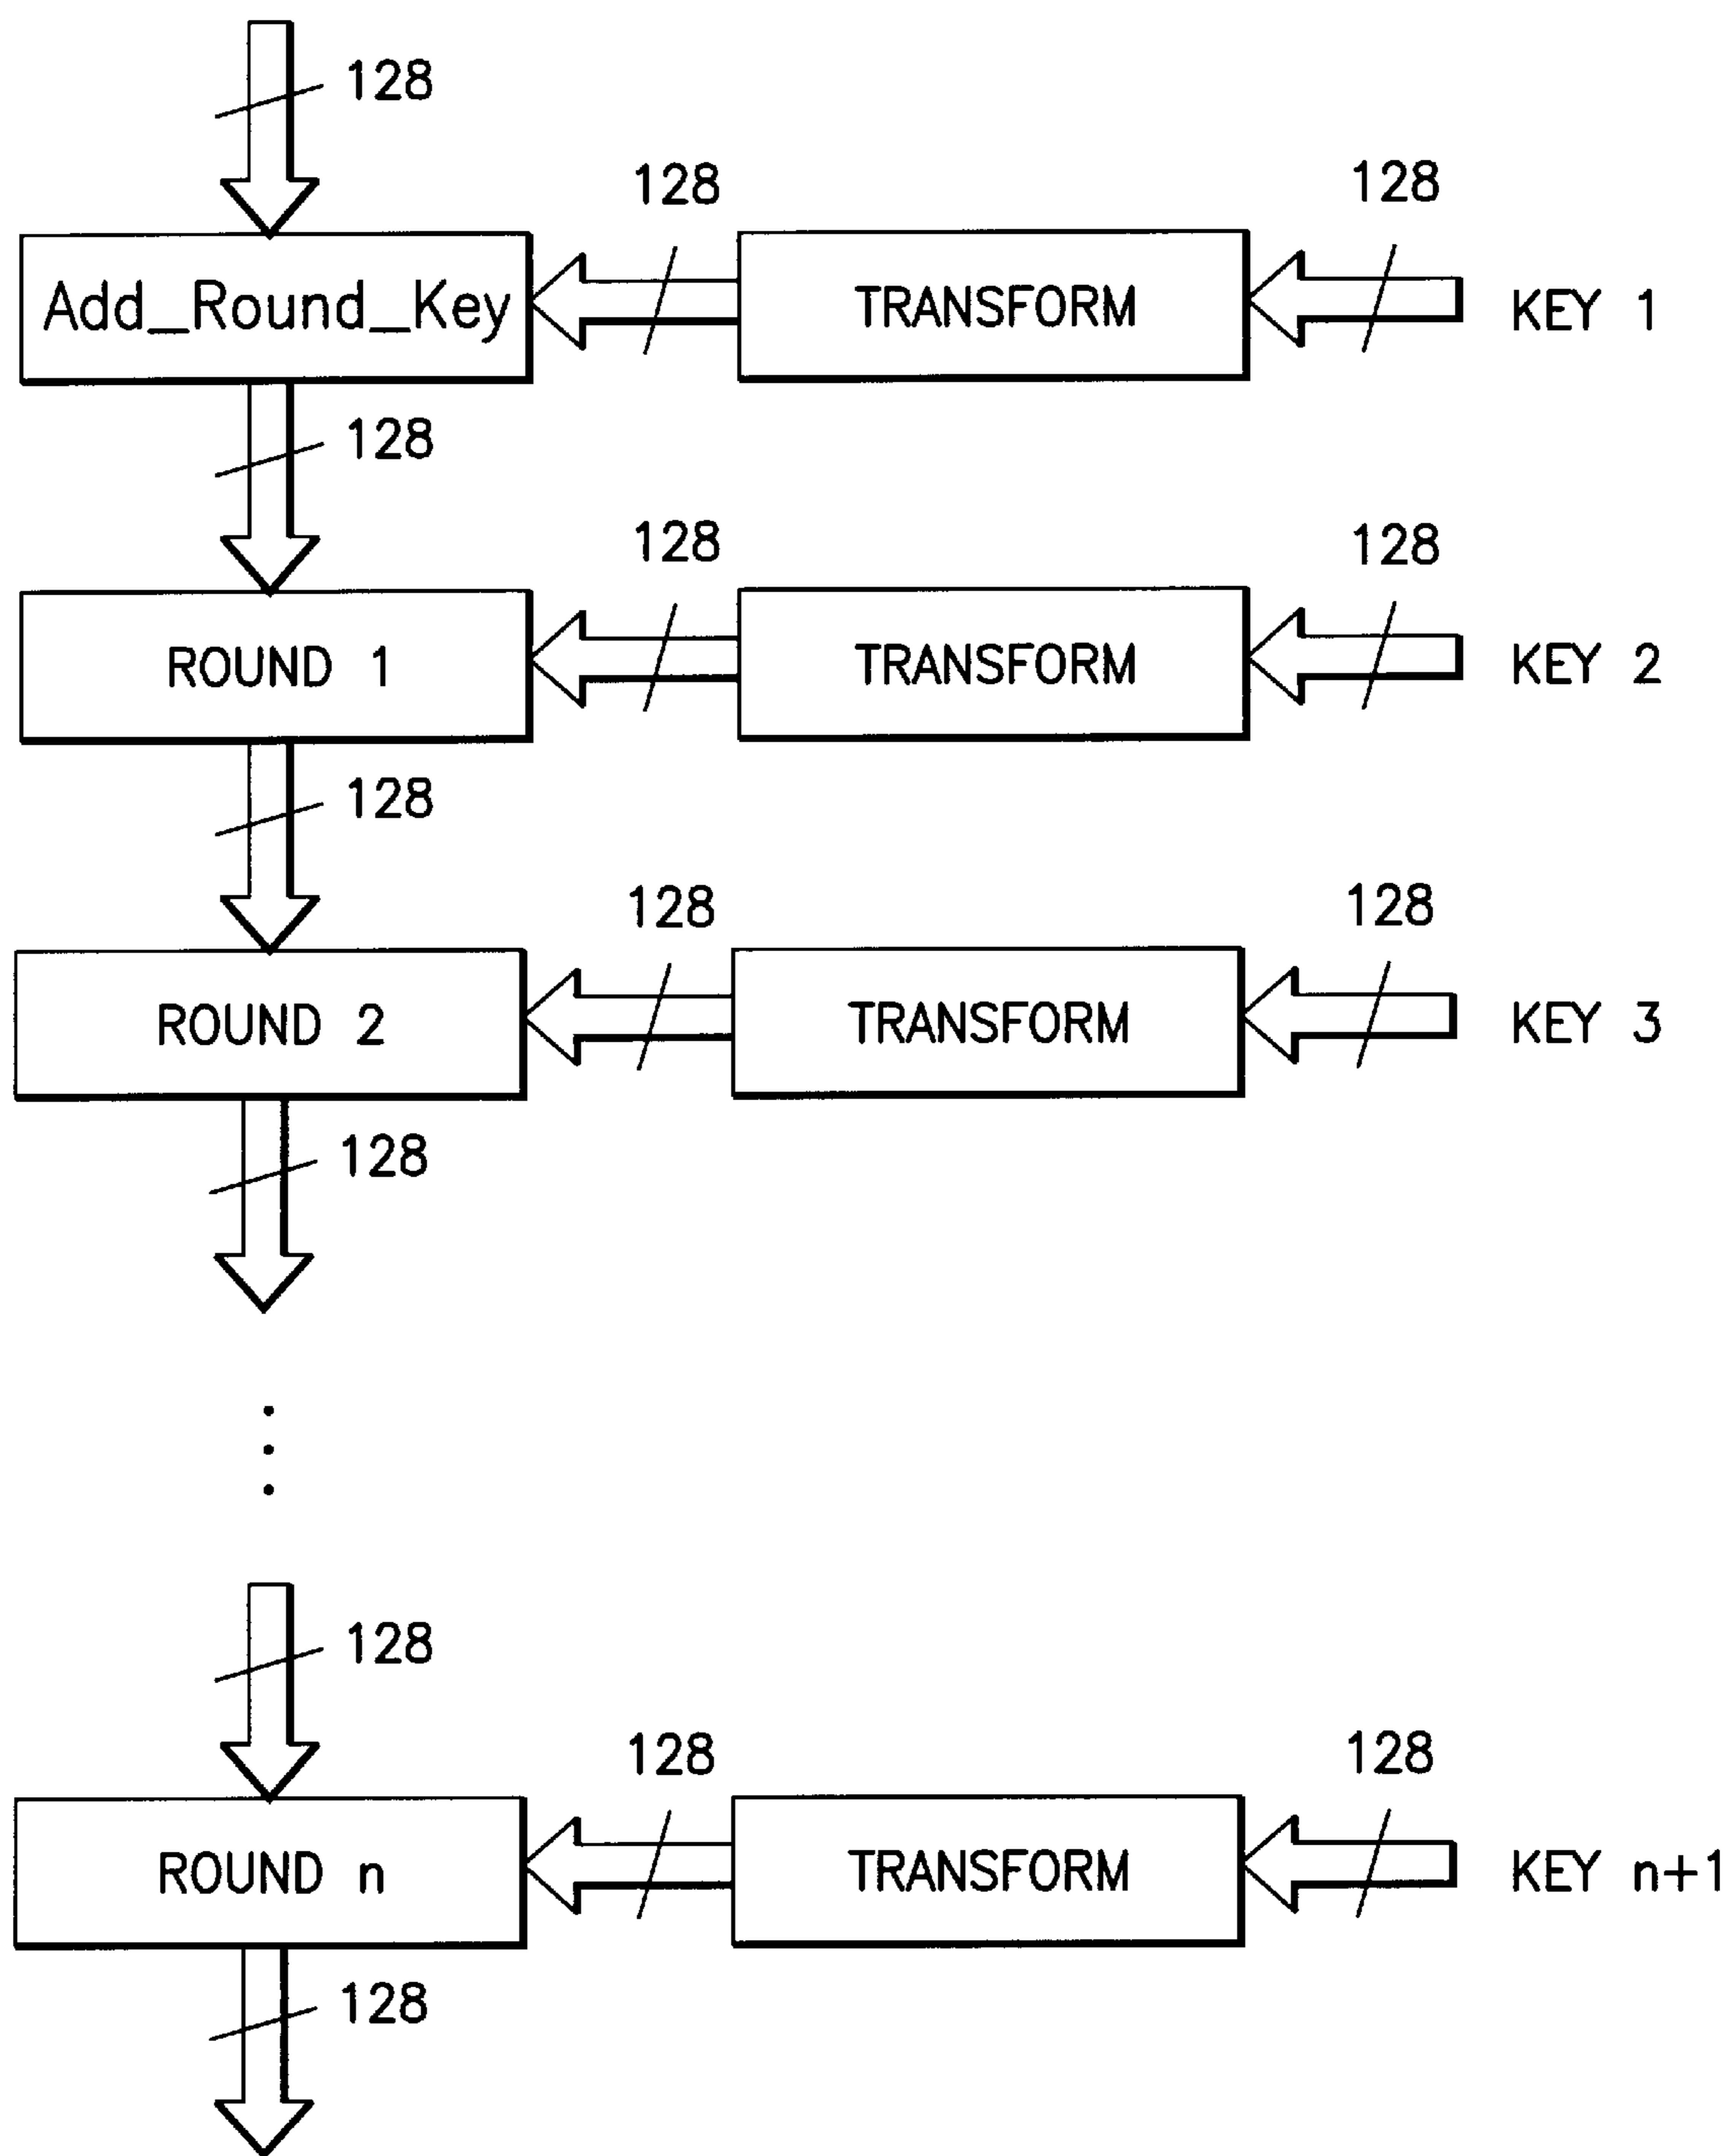 128
128 128
Add_Round_Key TRANSFORM KEY 1
128
128 128
ROUND 1 TRANSFORM KEY 2
128
128 128
ROUND 2 TRANSFORM KEY 3
128
128
128 128
ROUND n TRANSFORM KEY n+1
128